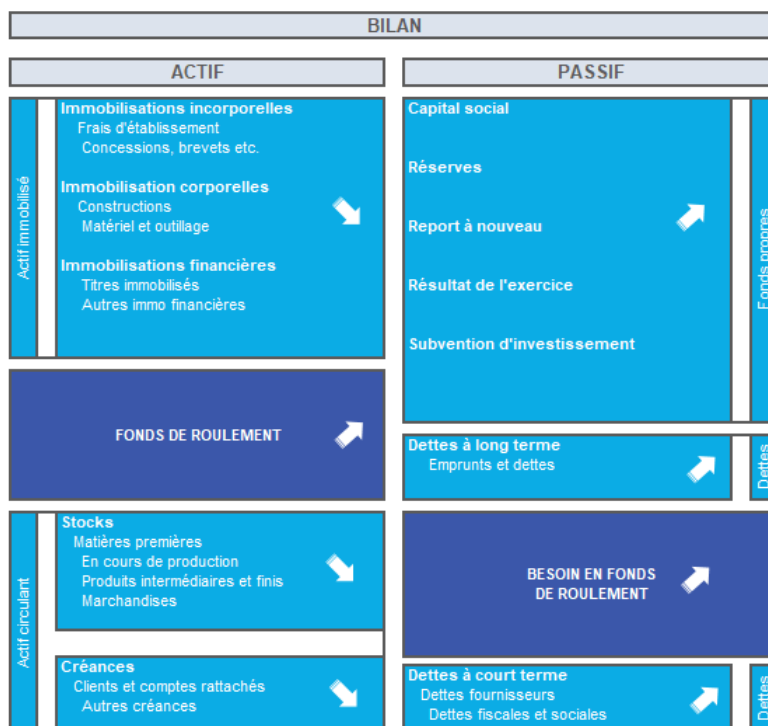 BILAN
ACTIF
Actif immobilisé
Immobilisations incorporelles
Frais d'établissement
Concessions, brevets etc.
Immobilisation corporelles
Constructions
Matériel et outillage
Immobilisations financières
Titres immobilisés
Autres immo financières
FONDS DE ROULEMENT
Actif circulant
Stocks
Matières premières
En cours de production
Produits intermédiaires et finis
Marchandises
Créances
Clients et comptes rattachés
Autres créances
PASSIF
Capital social
Réserves
Report à nouveau
Résultat de l'exercice
Subvention d'investissement
Fonds propres
Dettes à long terme
Emprunts et dettes
Dettes
BESOIN EN FONDS
DE ROULEMENT
Dettes à court terme
Dettes fournisseurs
Dettes fiscales et sociales
Dettes